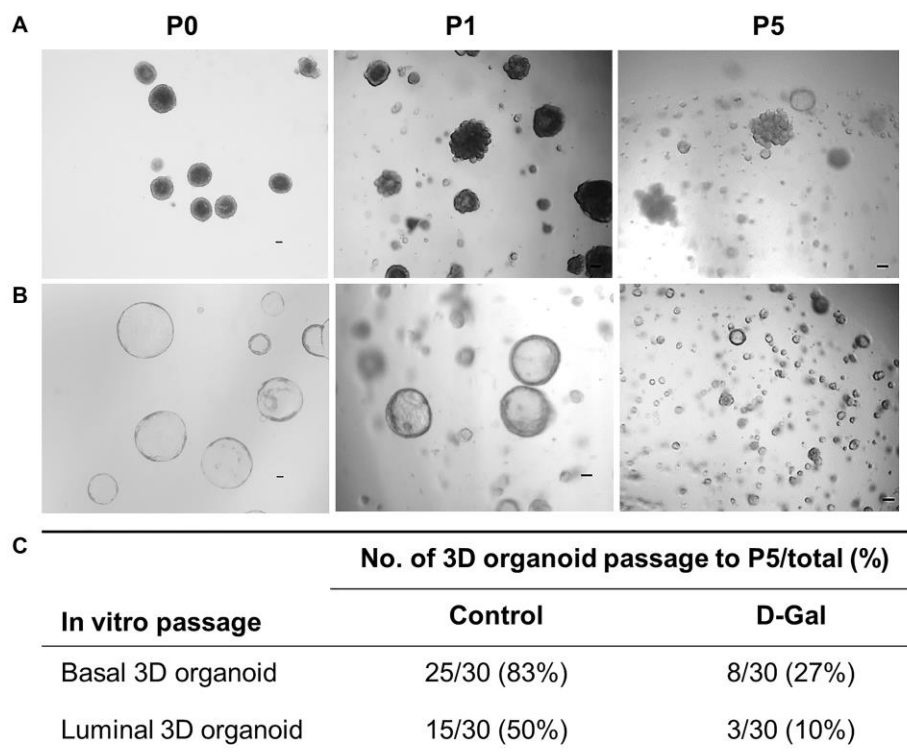 A P0 P1 P5
B
C No. of 3D organoid passage to P5/total (%)
In vitro passage Control D-Gal
Basal 3D organoid 25/30 (83%) 8/30 (27%)
Luminal 3D organoid 15/30 (50%) 3/30 (10%)